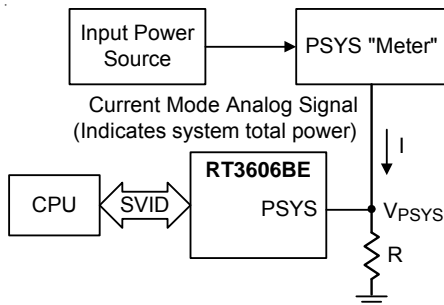 Input Power
Source
PSYS "Meter"
Current Mode Analog Signal
(Indicates system total power)
I
RT3606BE
CPU
SVID
PSYS
VPSYS
R